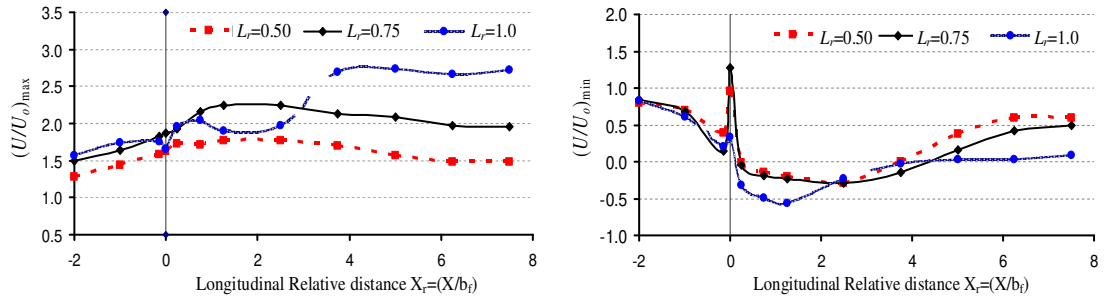 (U/Uo)max
3.5
3.0
2.5
2.0
1.5
1.0
0.5
Lr=0.50
Lr=0.75
Lr=1.0
-2 0 2 4 6 8
Longitudinal Relative distance Xr=(X/bf)
(U/Uo)min
2.0
1.5
1.0
0.5
0.0
-0.5
-1.0
Lr=0.50
Lr=0.75
Lr=1.0
-2 0 2 4 6 8
Longitudinal Relative distance Xr=(X/bf)